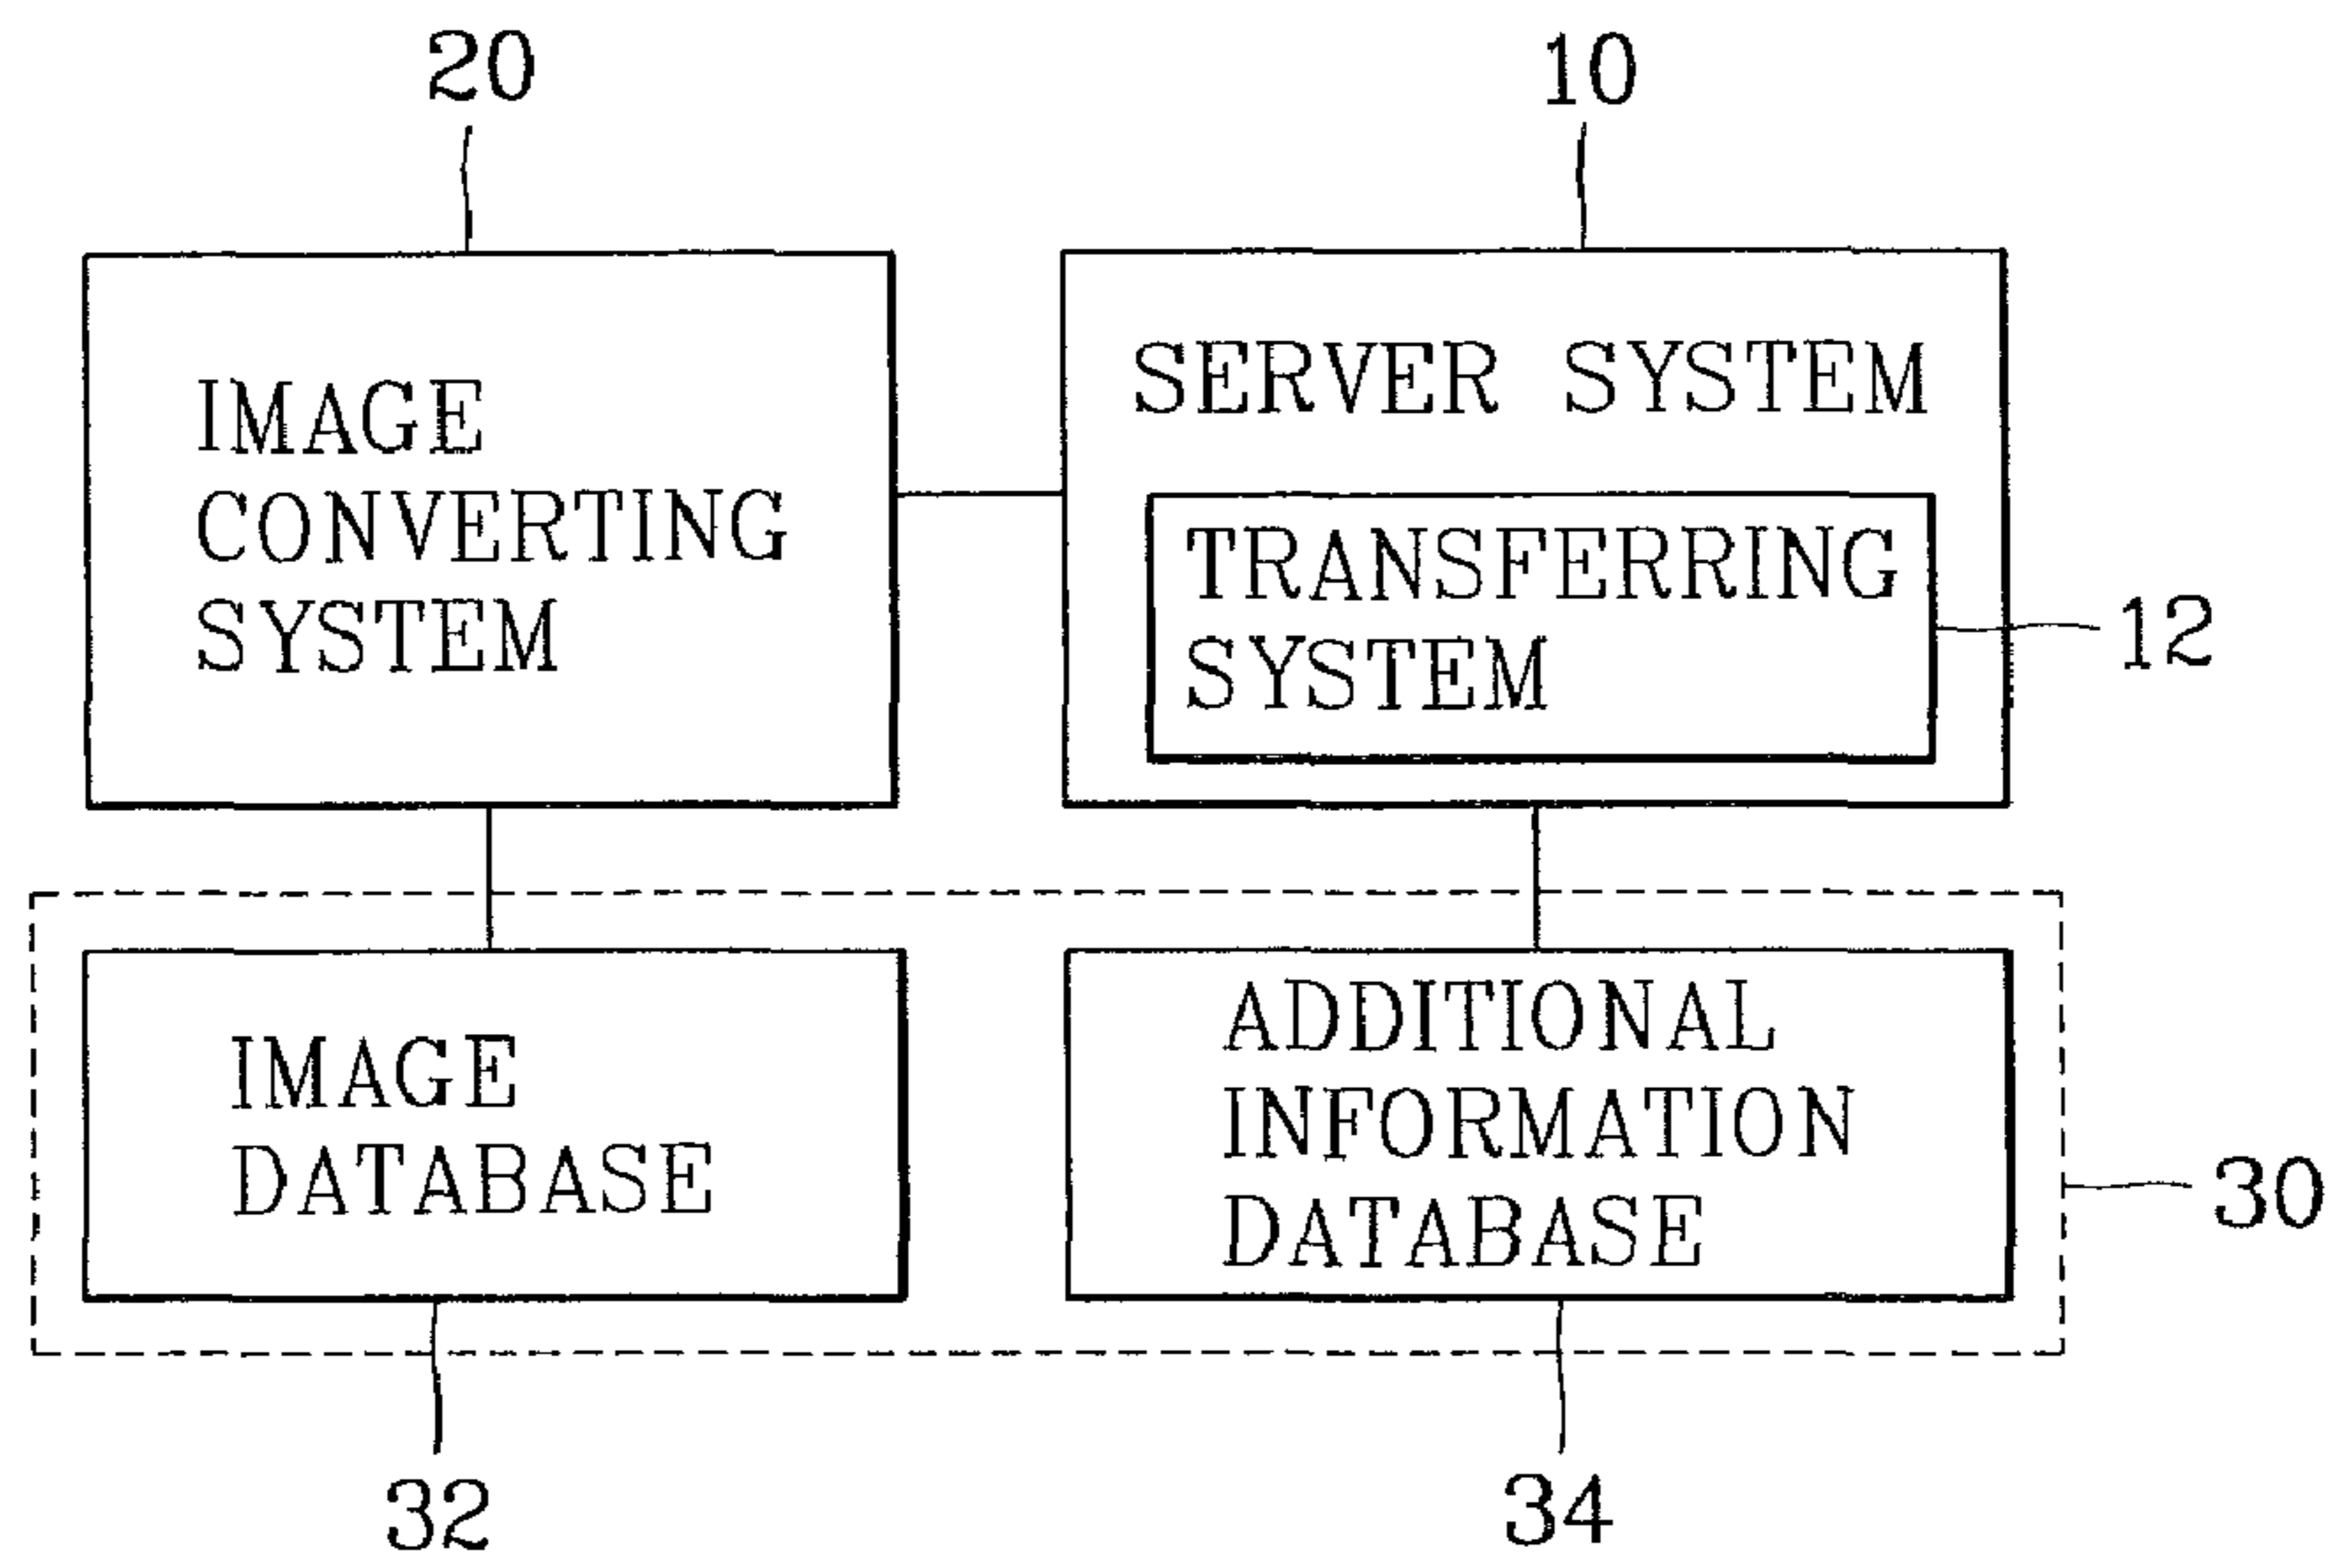 20
10
IMAGE
CONVERTING
SYSTEM
SERVER SYSTEM
TRANSFERRING
SYSTEM
12
IMAGE
DATABASE
ADDITIONAL
INFORMATION
DATABASE
30
32
34